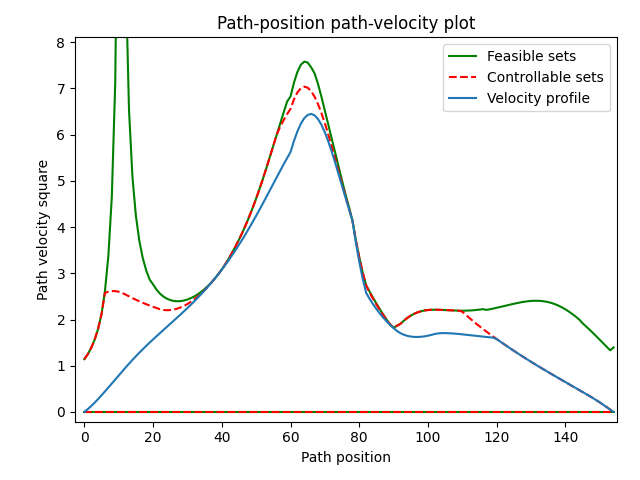 Path-position path-velocity plot
Path velocity square
8
7
6
5
4
3
2
1
0
Feasible sets
Controllable sets
Velocity profile
0 20 40 60 80 100 120 140
Path position